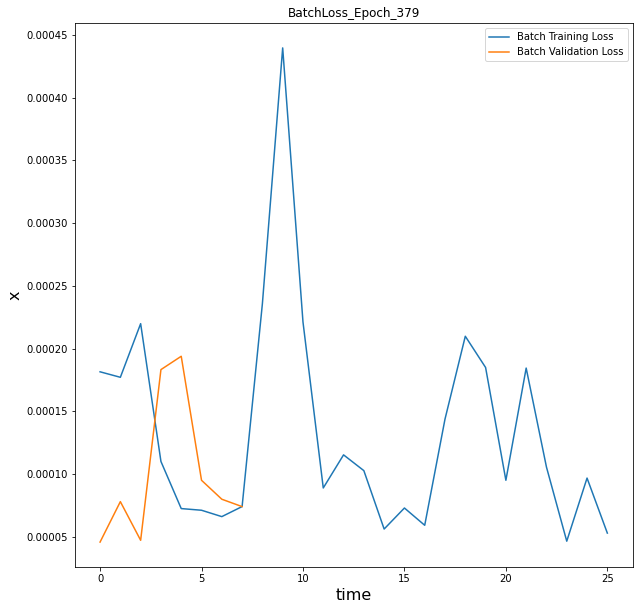 BatchLoss_Epoch_379
Batch Training Loss
Batch Validation Loss
0.00045
0.00040
0.00035
0.00030
0.00025
0.00020
0.00015
0.00010
0.00005
x
0 5 10 15 20 25
time